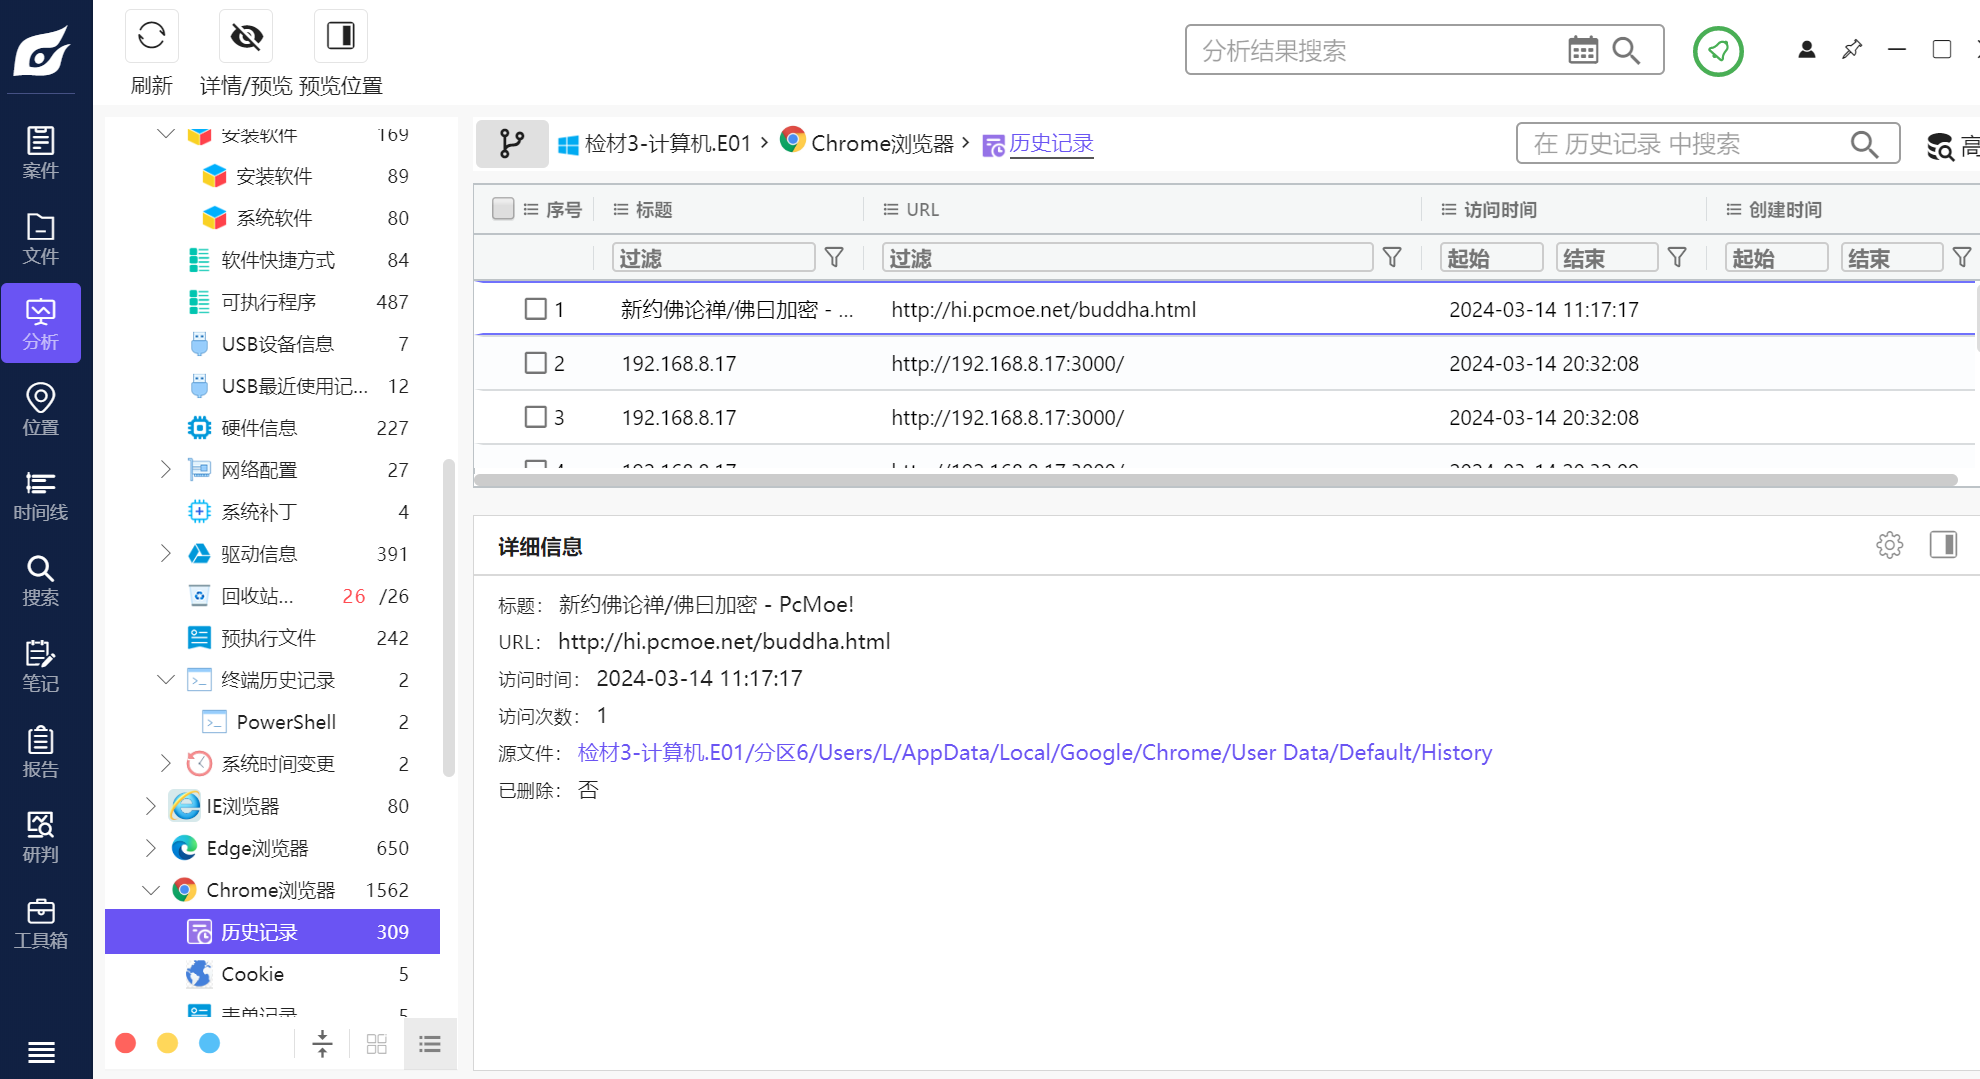 刷新
详情/预览
预览位置
分析结果搜索
案件
文件
分析
位置
时间线
搜索
笔记
报告
研判
工具箱
安装软件 169
安装软件 89
系统软件 80
软件快捷方式 84
可执行程序 487
USB设备信息 7
USB最近使用记... 12
硬件信息 227
网络配置 27
系统补丁 4
驱动信息 391
回收站... 26 /26
预执行文件 242
终端历史记录 2
PowerShell 2
系统时间变更 2
IE浏览器 80
Edge浏览器 650
Chrome浏览器 1562
历史记录 309
Cookie 5
表单记录 5
检材3-计算机.E01 › Chrome浏览器 › 历史记录
在 历史记录 中搜索
高
序号 标题 URL 访问时间 创建时间
过滤 过滤 起始 结束 起始 结束
1 新约佛论禅/佛曰加密 - ... http://hi.pcmoe.net/buddha.html 2024-03-14 11:17:17
2 192.168.8.17 http://192.168.8.17:3000/ 2024-03-14 20:32:08
3 192.168.8.17 http://192.168.8.17:3000/ 2024-03-14 20:32:08
详细信息
标题： 新约佛论禅/佛曰加密 - PcMoe!
URL： http://hi.pcmoe.net/buddha.html
访问时间： 2024-03-14 11:17:17
访问次数： 1
源文件： 检材3-计算机.E01/分区6/Users/L/AppData/Local/Google/Chrome/User Data/Default/History
已删除： 否